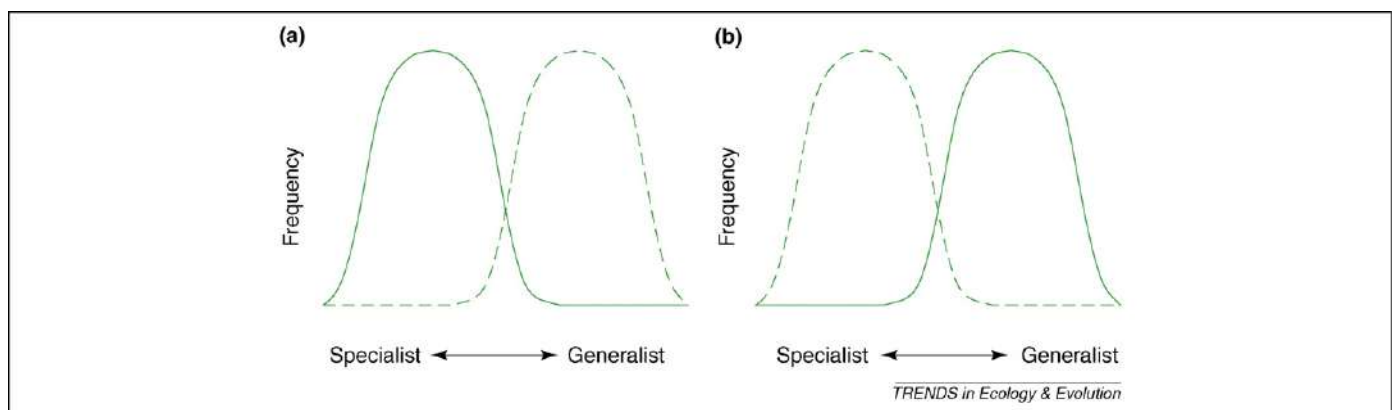 (a)
Frequency
Specialist
Generalist
(b)
Frequency
Specialist
Generalist
TRENDS in Ecology & Evolution